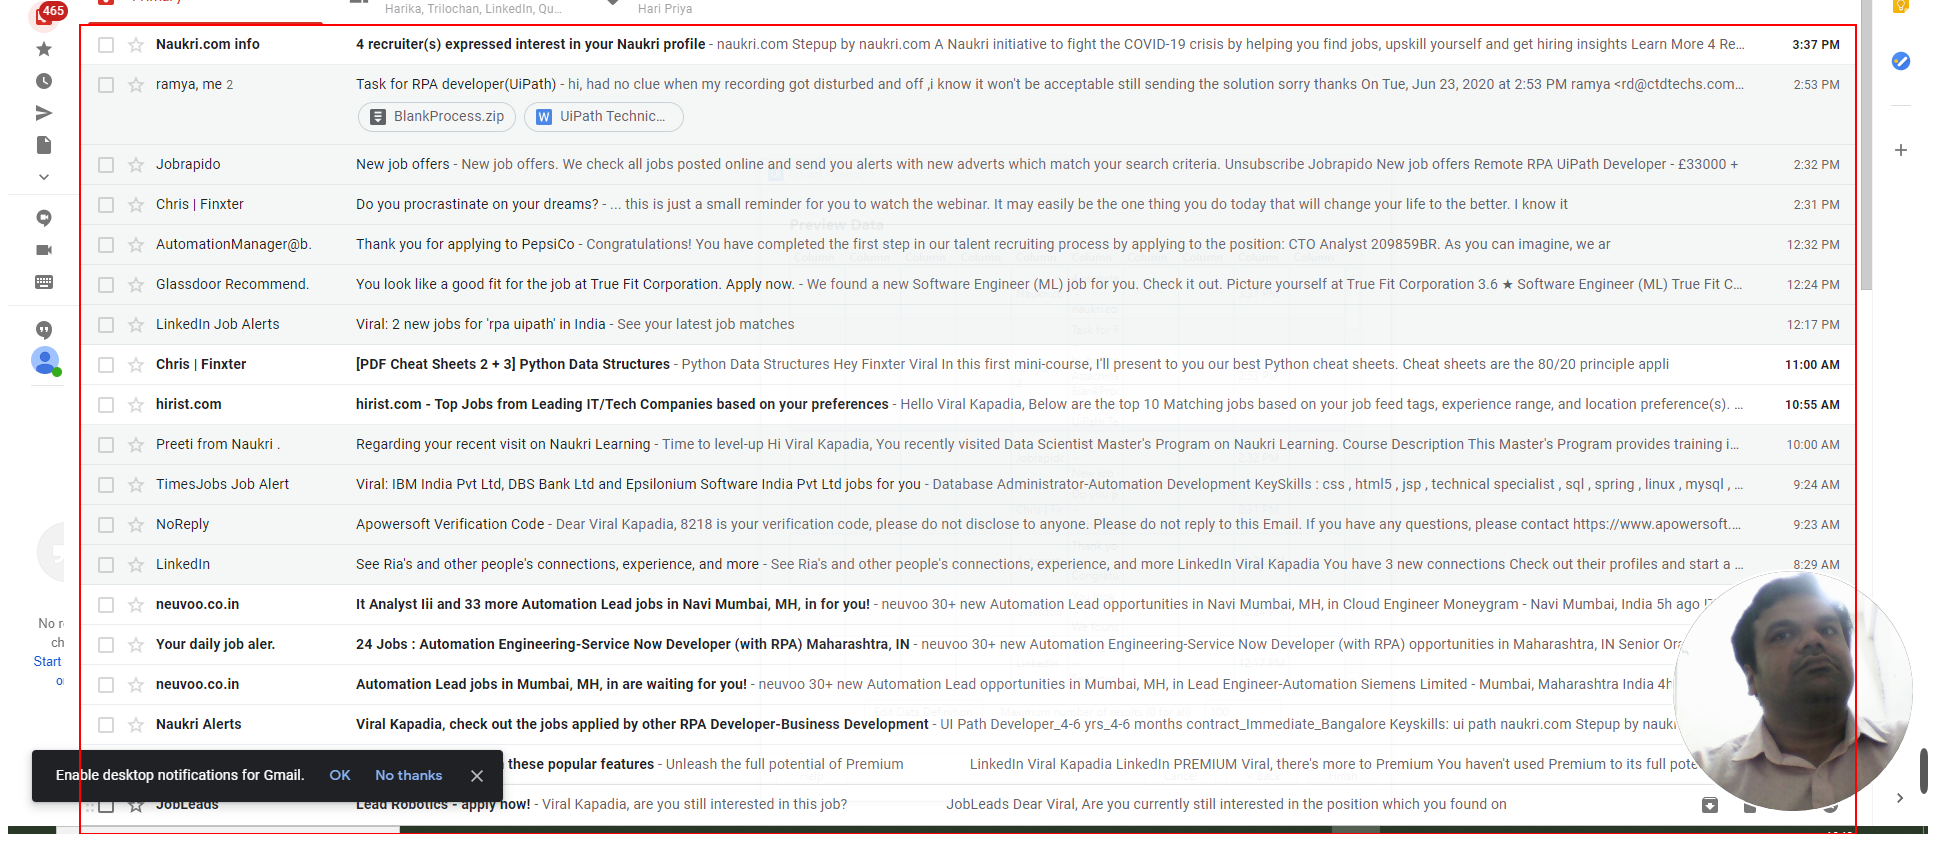 465
Harika, Trilochan, LinkedIn, Qu...
Hari Priya
Naukri.com info 4 recruiter(s) expressed interest in your Naukri profile - naukri.com Stepup by naukri.com A Naukri initiative to fight the COVID-19 crisis by helping you find jobs, upskill yourself and get hiring insights Learn More 4 Re... 3:37 PM
ramya, me 2 Task for RPA developer(UiPath) - hi, had no clue when my recording got disturbed and off ,i know it won't be acceptable still sending the solution sorry thanks On Tue, Jun 23, 2020 at 2:53 PM ramya <rd@ctdtechs.com... 2:53 PM
BlankProcess.zip UiPath Technic...
Jobrapido New job offers - New job offers. We check all jobs posted online and send you alerts with new adverts which match your search criteria. Unsubscribe Jobrapido New job offers Remote RPA UiPath Developer - £33000 + 2:32 PM
Chris | Finxter Do you procrastinate on your dreams? - ... this is just a small reminder for you to watch the webinar. It may easily be the one thing you do today that will change your life to the better. I know it 2:31 PM
Preview Data
AutomationManager@b. Thank you for applying to PepsiCo - Congratulations! You have completed the first step in our talent recruiting process by applying to the position: CTO Analyst 209859BR. As you can imagine, we ar 12:32 PM
Glassdoor Recommend. You look like a good fit for the job at True Fit Corporation. Apply now. - We found a new Software Engineer (ML) job for you. Check it out. Picture yourself at True Fit Corporation 3.6 ★ Software Engineer (ML) True Fit C... 12:24 PM
LinkedIn Job Alerts Viral: 2 new jobs for 'rpa uipath' in India - See your latest job matches 12:17 PM
Chris | Finxter [PDF Cheat Sheets 2 + 3] Python Data Structures - Python Data Structures Hey Finxter Viral In this first mini-course, I'll present to you our best Python cheat sheets. Cheat sheets are the 80/20 principle appli 11:00 AM
hirist.com hirist.com - Top Jobs from Leading IT/Tech Companies based on your preferences - Hello Viral Kapadia, Below are the top 10 Matching jobs based on your job feed tags, experience range, and location preference(s). ... 10:55 AM
Preeti from Naukri . Regarding your recent visit on Naukri Learning - Time to level-up Hi Viral Kapadia, You recently visited Data Scientist Master's Program on Naukri Learning. Course Description This Master's Program provides training i... 10:00 AM
TimesJobs Job Alert Viral: IBM India Pvt Ltd, DBS Bank Ltd and Epsilonium Software India Pvt Ltd jobs for you - Database Administrator-Automation Development KeySkills : css , html5 , jsp , technical specialist , sql , spring , linux , mysql , ... 9:24 AM
NoReply Apowersoft Verification Code - Dear Viral Kapadia, 8218 is your verification code, please do not disclose to anyone. Please do not reply to this Email. If you have any questions, please contact https://www.apowersoft.... 9:23 AM
LinkedIn See Ria's and other people's connections, experience, and more - See Ria's and other people's connections, experience, and more LinkedIn Viral Kapadia You have 3 new connections Check out their profiles and start a ... 8:29 AM
neuvoo.co.in It Analyst Iii and 33 more Automation Lead jobs in Navi Mumbai, MH, in for you! - neuvoo 30+ new Automation Lead opportunities in Navi Mumbai, MH, in Cloud Engineer Moneygram - Navi Mumbai, India 5h ago
No r
ch
Your daily job aler. 24 Jobs : Automation Engineering-Service Now Developer (with RPA) Maharashtra, IN - neuvoo 30+ new Automation Engineering-Service Now Developer (with RPA) opportunities in Maharashtra, IN Senior Ora
Start
neuvoo.co.in Automation Lead jobs in Mumbai, MH, in are waiting for you! - neuvoo 30+ new Automation Lead opportunities in Mumbai, MH, in Lead Engineer-Automation Siemens Limited - Mumbai, Maharashtra India 4h
Naukri Alerts Viral Kapadia, check out the jobs applied by other RPA Developer-Business Development - UI Path Developer_4-6 yrs_4-6 months contract_Immediate_Bangalore Keyskills: ui path naukri.com Stepup by nauk
these popular features - Unleash the full potential of Premium LinkedIn Viral Kapadia LinkedIn PREMIUM Viral, there's more to Premium You haven't used Premium to its full pote
Enable desktop notifications for Gmail. OK No thanks
JobLeads Lead Robotics - apply now! - Viral Kapadia, are you still interested in this job? JobLeads Dear Viral, Are you currently still interested in the position which you found on